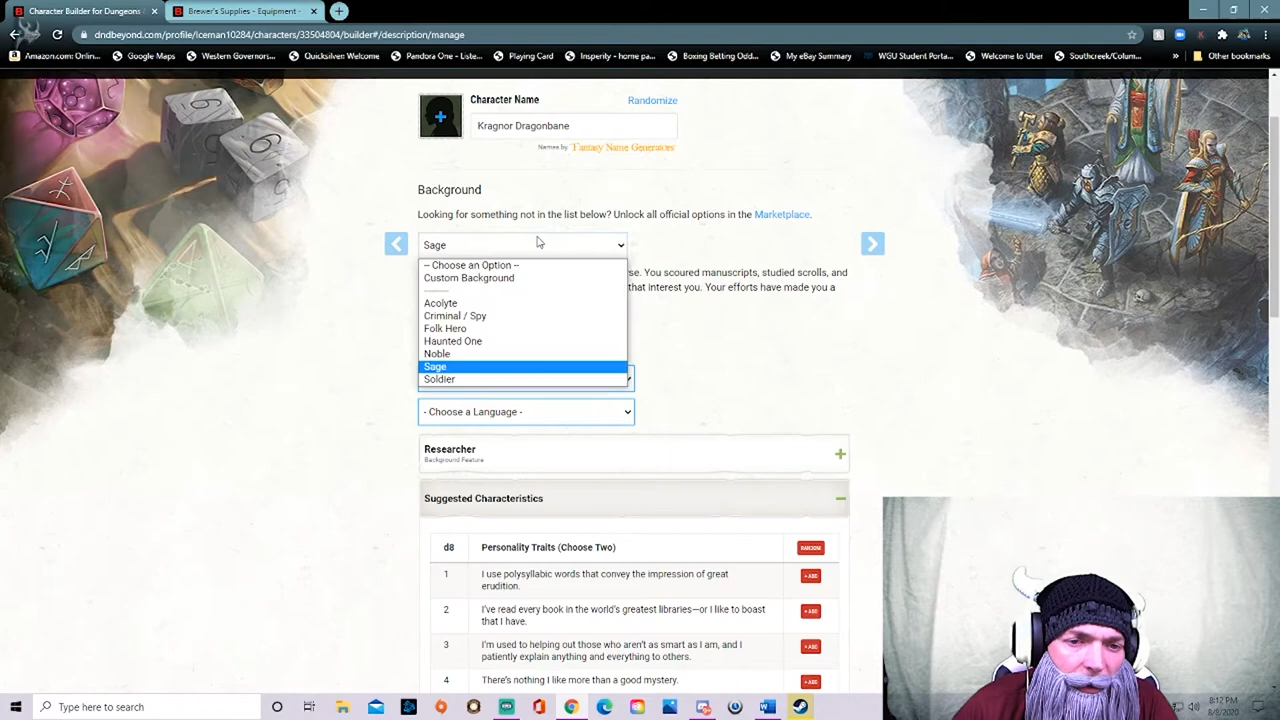 Character Builder for Dungeons
Brewer's Supplies - Equipment -
dndbeyond.com/profile/Iceman10284/characters/33504804/builder#/description/manage
Amazon.com: Onlin...
Google Maps
Western Governors...
Quicksilver: Welcome
Pandora One - Liste...
Playing Card
Insperity - home pa...
Boxing Betting Odd...
My eBay Summary
WGU Student Porta...
Welcome to Uber
Southcreek/Colum...
»
Other bookmarks
Character Name
Randomize
Kragnor Dragonbane
Names by Fantasy Name Generators
Background
Looking for something not in the list below? Unlock all official options in the Marketplace.
Sage
-- Choose an Option --
Custom Background
Acolyte
Criminal / Spy
Folk Hero
Haunted One
Noble
Sage
Soldier
se. You scoured manuscripts, studied scrolls, and
that interest you. Your efforts have made you a
- Choose a Language -
Researcher
Background Feature
Suggested Characteristics
d8 Personality Traits (Choose Two) RANDOM
1 I use polysyllabic words that convey the impression of great
erudition.
+ ADD
2 I've read every book in the world's greatest libraries—or I like to boast
that I have.
+ ADD
3 I'm used to helping out those who aren't as smart as I am, and I
patiently explain anything and everything to others.
+ ADD
4 There's nothing I like more than a good mystery.
+ ADD
Type here to search
8:12 PM
8/8/2020